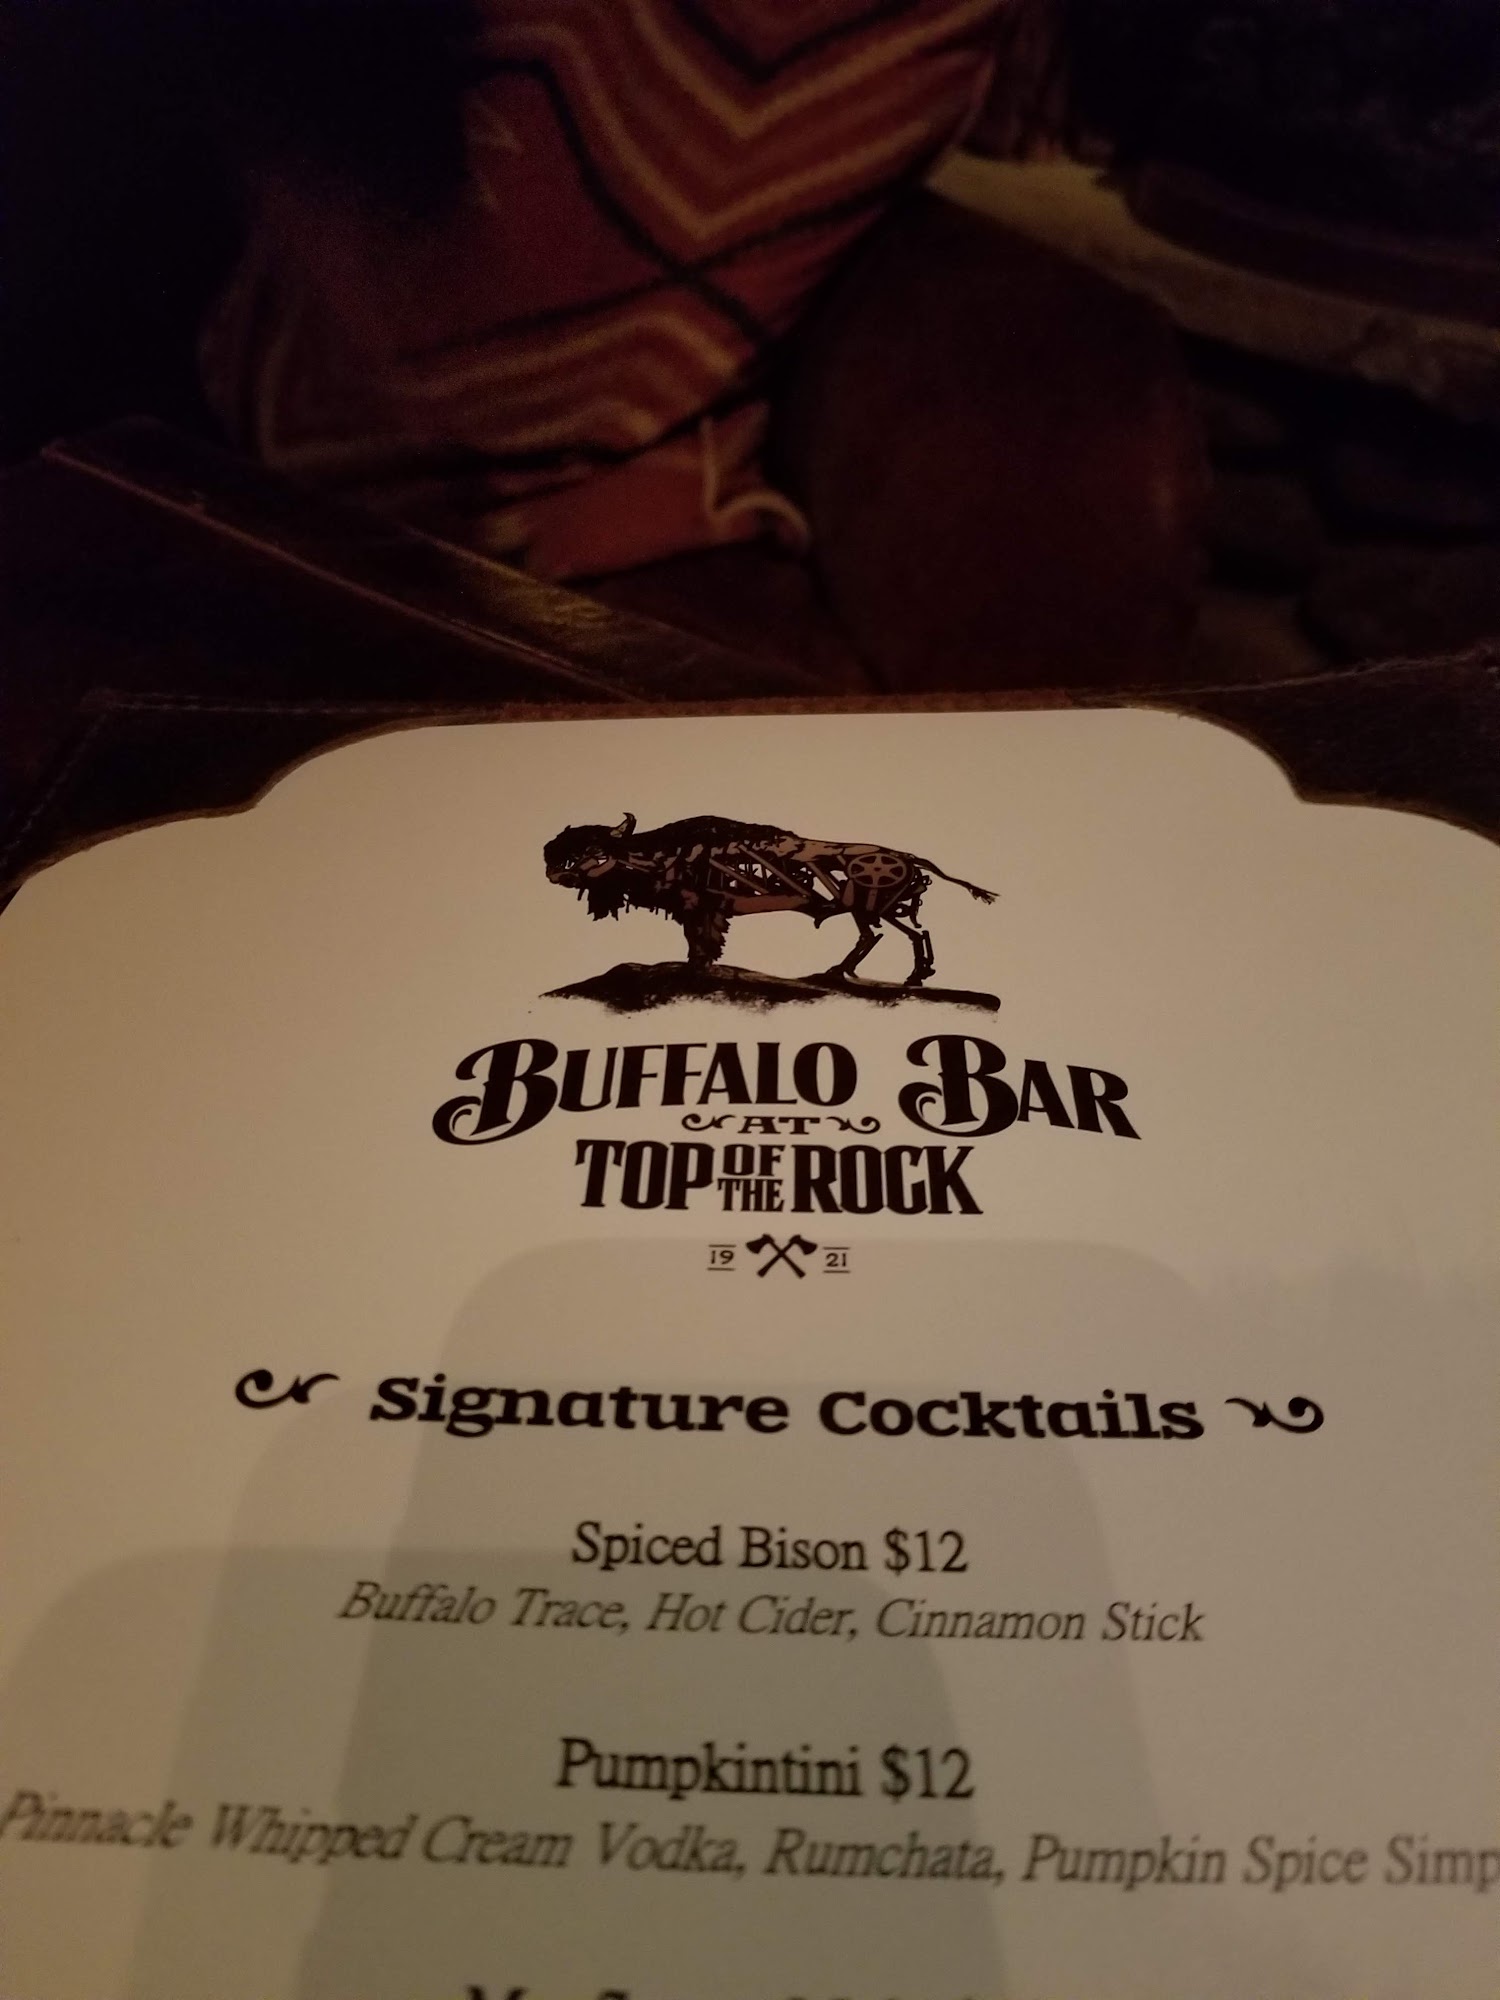 BUFFALO BAR
AT
TOP OF THE ROCK
19 21
Signature Cocktails
Spiced Bison $12
Buffalo Trace, Hot Cider, Cinnamon Stick
Pumpkintini $12
Pinnacle Whipped Cream Vodka, Rumchata, Pumpkin Spice Simp